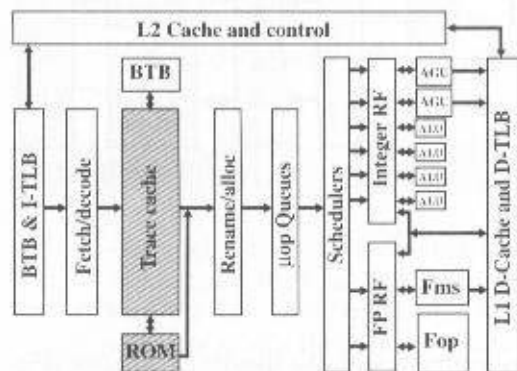 L2 Cache and control
BTB
BTB & I-TLB
Fetch/decode
Trace cache
ROM
Rename/alloc
µop Queues
Schedulers
Integer RF
FP RF
AGU
AGU
ALU
ALU
ALU
ALU
Fms
Fop
L1 D-Cache and D-TLB